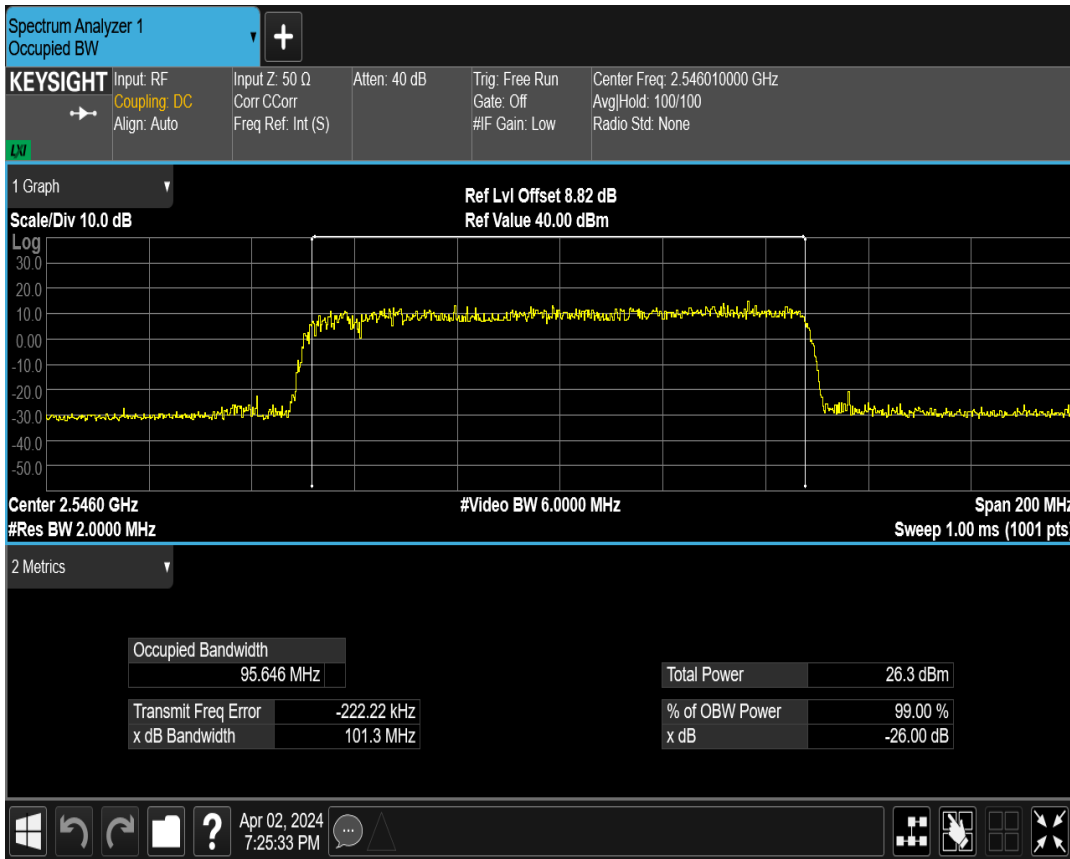 Spectrum Analyzer 1
Occupied BW
KEYSIGHT
LXI
Input: RF
Coupling: DC
Align: Auto
Input Z: 50 Ω
Corr CCorr
Freq Ref: Int (S)
Atten: 40 dB
Trig: Free Run
Gate: Off
#IF Gain: Low
Center Freq: 2.546010000 GHz
Avg|Hold: 100/100
Radio Std: None
1 Graph
Scale/Div 10.0 dB
Ref Lvl Offset 8.82 dB
Ref Value 40.00 dBm
Log
30.0
20.0
10.0
0.00
-10.0
-20.0
-30.0
-40.0
-50.0
Center 2.5460 GHz
#Video BW 6.0000 MHz
Span 200 MHz
#Res BW 2.0000 MHz
Sweep 1.00 ms (1001 pts)
2 Metrics
Occupied Bandwidth
95.646 MHz
Total Power 26.3 dBm
Transmit Freq Error -222.22 kHz
% of OBW Power 99.00 %
x dB Bandwidth 101.3 MHz
x dB -26.00 dB
?
Apr 02, 2024
7:25:33 PM